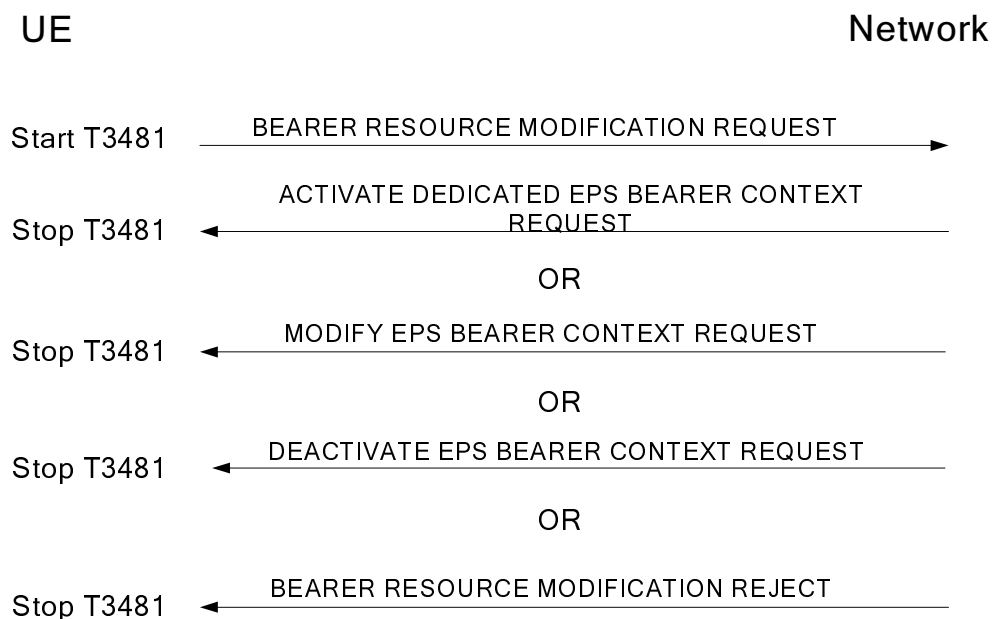 UE Network
Start T3481 BEARER RESOURCE MODIFICATION REQUEST
ACTIVATE DEDICATED EPS BEARER CONTEXT
REQUEST
Stop T3481
OR
MODIFY EPS BEARER CONTEXT REQUEST
Stop T3481
OR
DEACTIVATE EPS BEARER CONTEXT REQUEST
Stop T3481
OR
BEARER RESOURCE MODIFICATION REJECT
Stop T3481